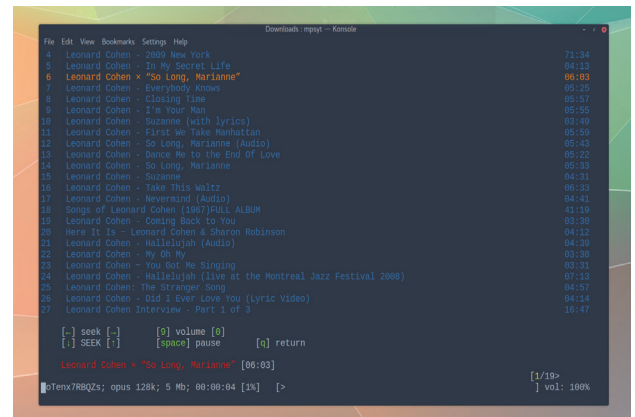 Downloads : mpsyt — Konsole
File Edit View Bookmarks Settings Help
4 Leonard Cohen - 2009 New York 71:34
5 Leonard Cohen - In My Secret Life 04:13
6 Leonard Cohen × “So Long, Marianne” 06:03
7 Leonard Cohen - Everybody Knows 05:25
8 Leonard Cohen - Closing Time 05:57
9 Leonard Cohen - I'm Your Man 05:55
10 Leonard Cohen - Suzanne (with lyrics) 03:49
11 Leonard Cohen - First We Take Manhattan 05:59
12 Leonard Cohen - So Long, Marianne (Audio) 05:43
13 Leonard Cohen - Dance Me to the End Of Love 05:22
14 Leonard Cohen - So Long, Marianne 05:33
15 Leonard Cohen - Suzanne 04:31
16 Leonard Cohen - Take This Waltz 06:33
17 Leonard Cohen - Nevermind (Audio) 04:41
18 Songs of Leonard Cohen (1967)FULL ALBUM 41:19
19 Leonard Cohen - Coming Back to You 03:39
20 Here It Is – Leonard Cohen & Sharon Robinson 04:12
21 Leonard Cohen - Hallelujah (Audio) 04:39
22 Leonard Cohen - My Oh My 03:38
23 Leonard Cohen – You Got Me Singing 03:31
24 Leonard Cohen - Hallelujah (live at the Montreal Jazz Festival 2008) 07:13
25 Leonard Cohen: The Stranger Song 04:57
26 Leonard Cohen - Did I Ever Love You (Lyric Video) 04:14
27 Leonard Cohen Interview - Part 1 of 3 16:47
[←] seek [→] [9] volume [0]
[↓] SEEK [↑] [space] pause [q] return
Leonard Cohen × “So Long, Marianne” [06:03]
[1/19>
oTenx7RBQZs; opus 128k; 5 Mb; 00:00:04 [1%] [> ] vol: 100%